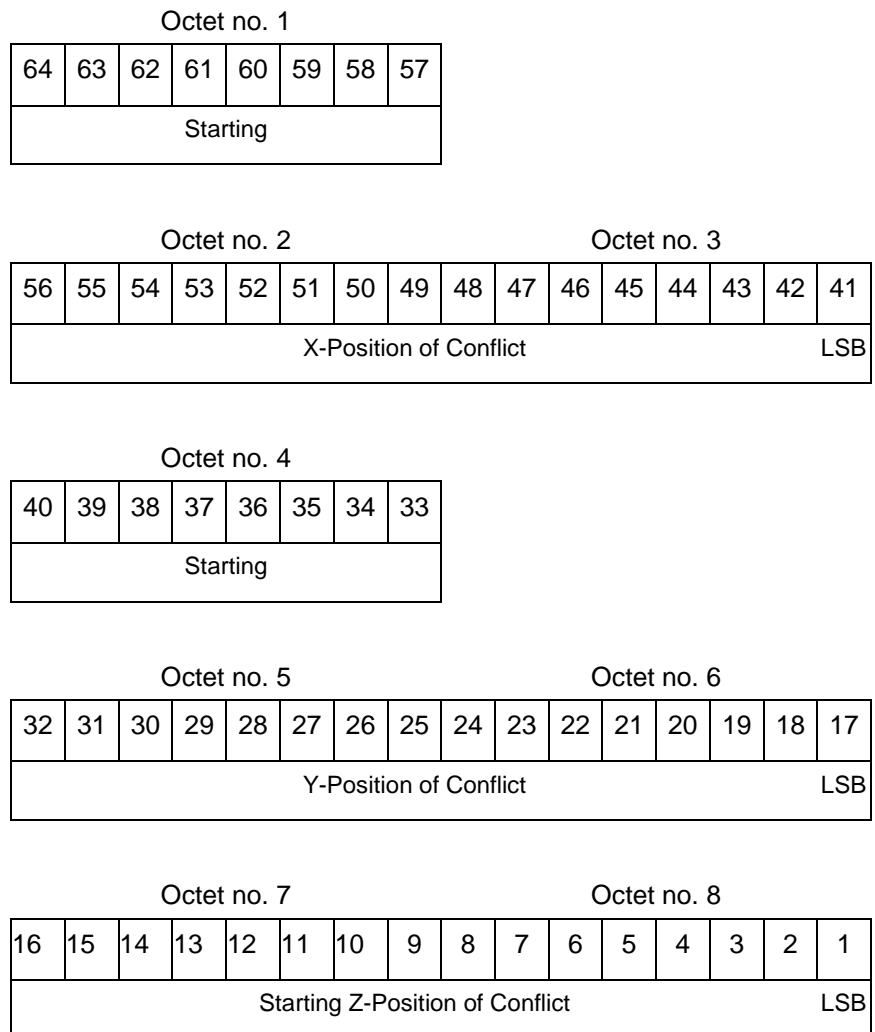 Octet no. 1
64 63 62 61 60 59 58 57
Starting
Octet no. 2 Octet no. 3
56 55 54 53 52 51 50 49 48 47 46 45 44 43 42 41
X-Position of Conflict LSB
Octet no. 4
40 39 38 37 36 35 34 33
Starting
Octet no. 5 Octet no. 6
32 31 30 29 28 27 26 25 24 23 22 21 20 19 18 17
Y-Position of Conflict LSB
Octet no. 7 Octet no. 8
16 15 14 13 12 11 10 9 8 7 6 5 4 3 2 1
Starting Z-Position of Conflict LSB